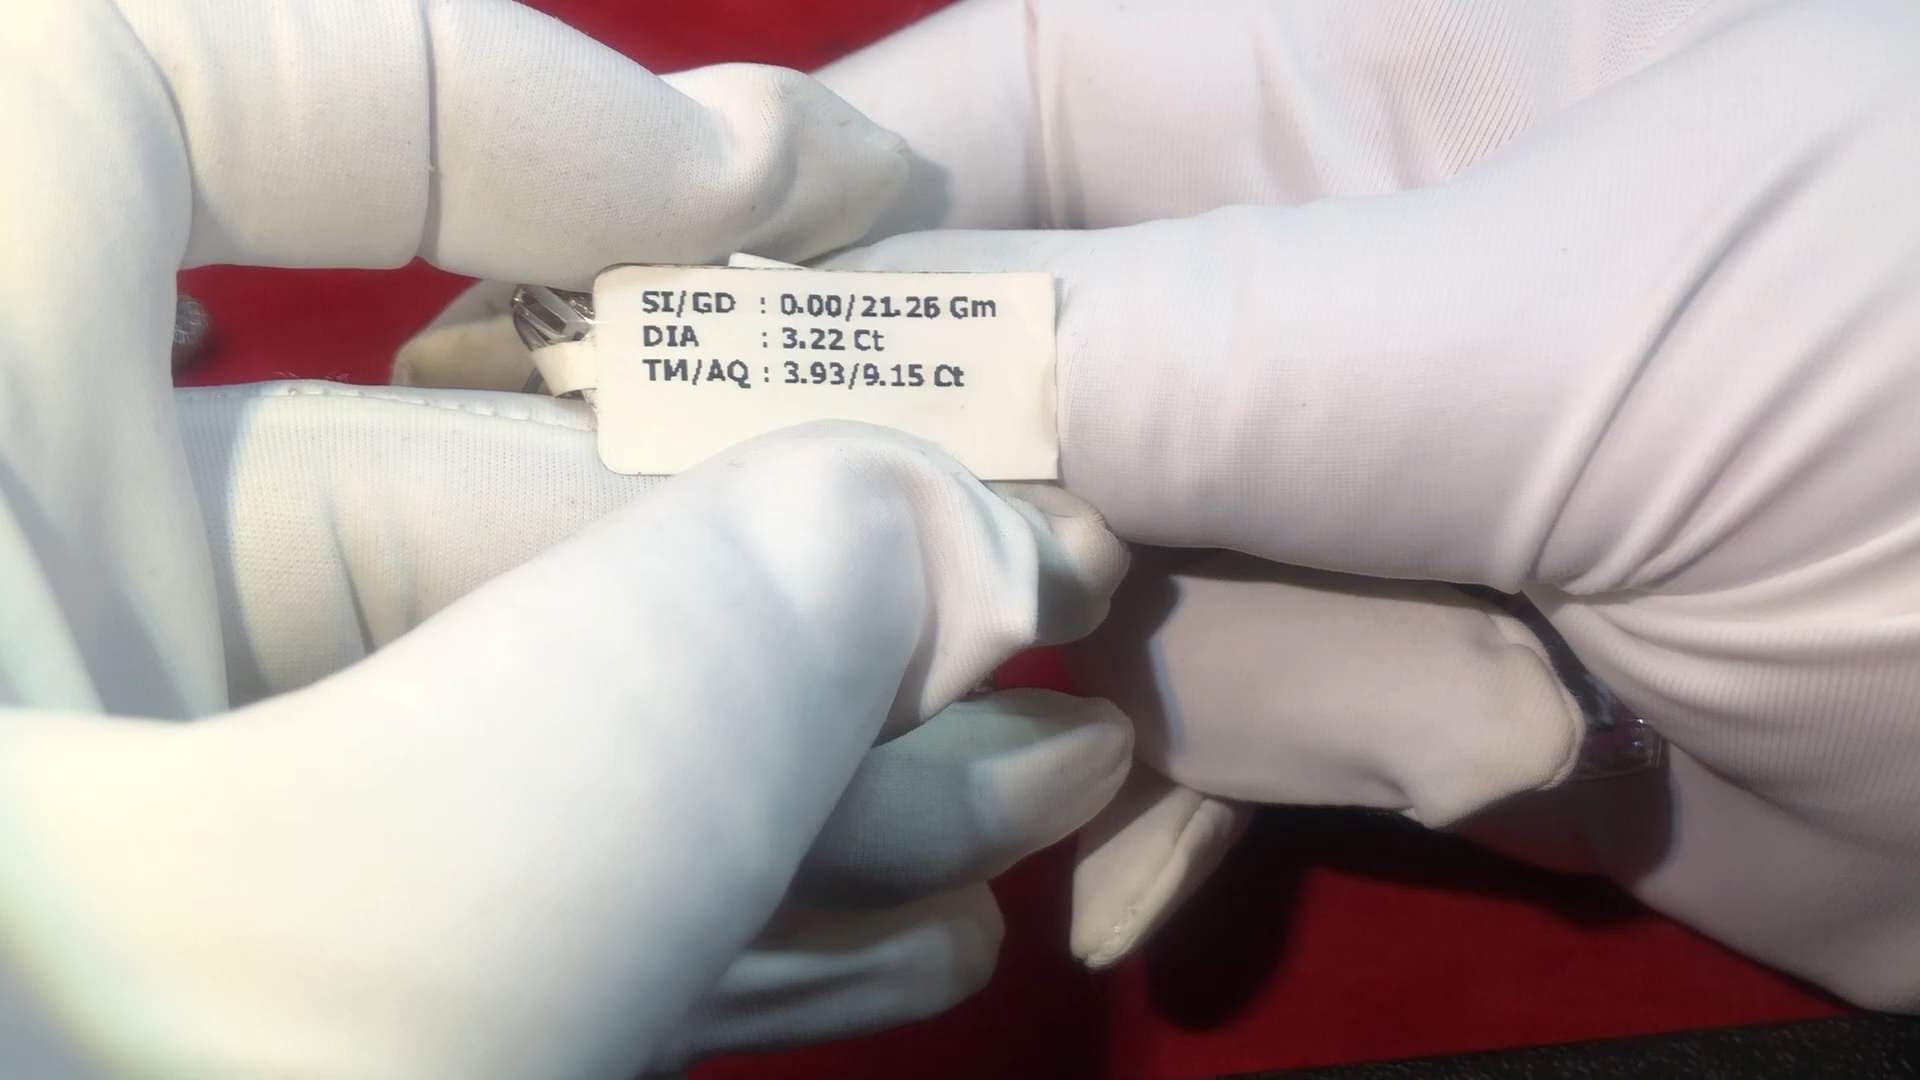 SI/GD : 0.00/21.26 Gm
DIA : 3.22 Ct
TM/AQ : 3.93/9.15 Ct